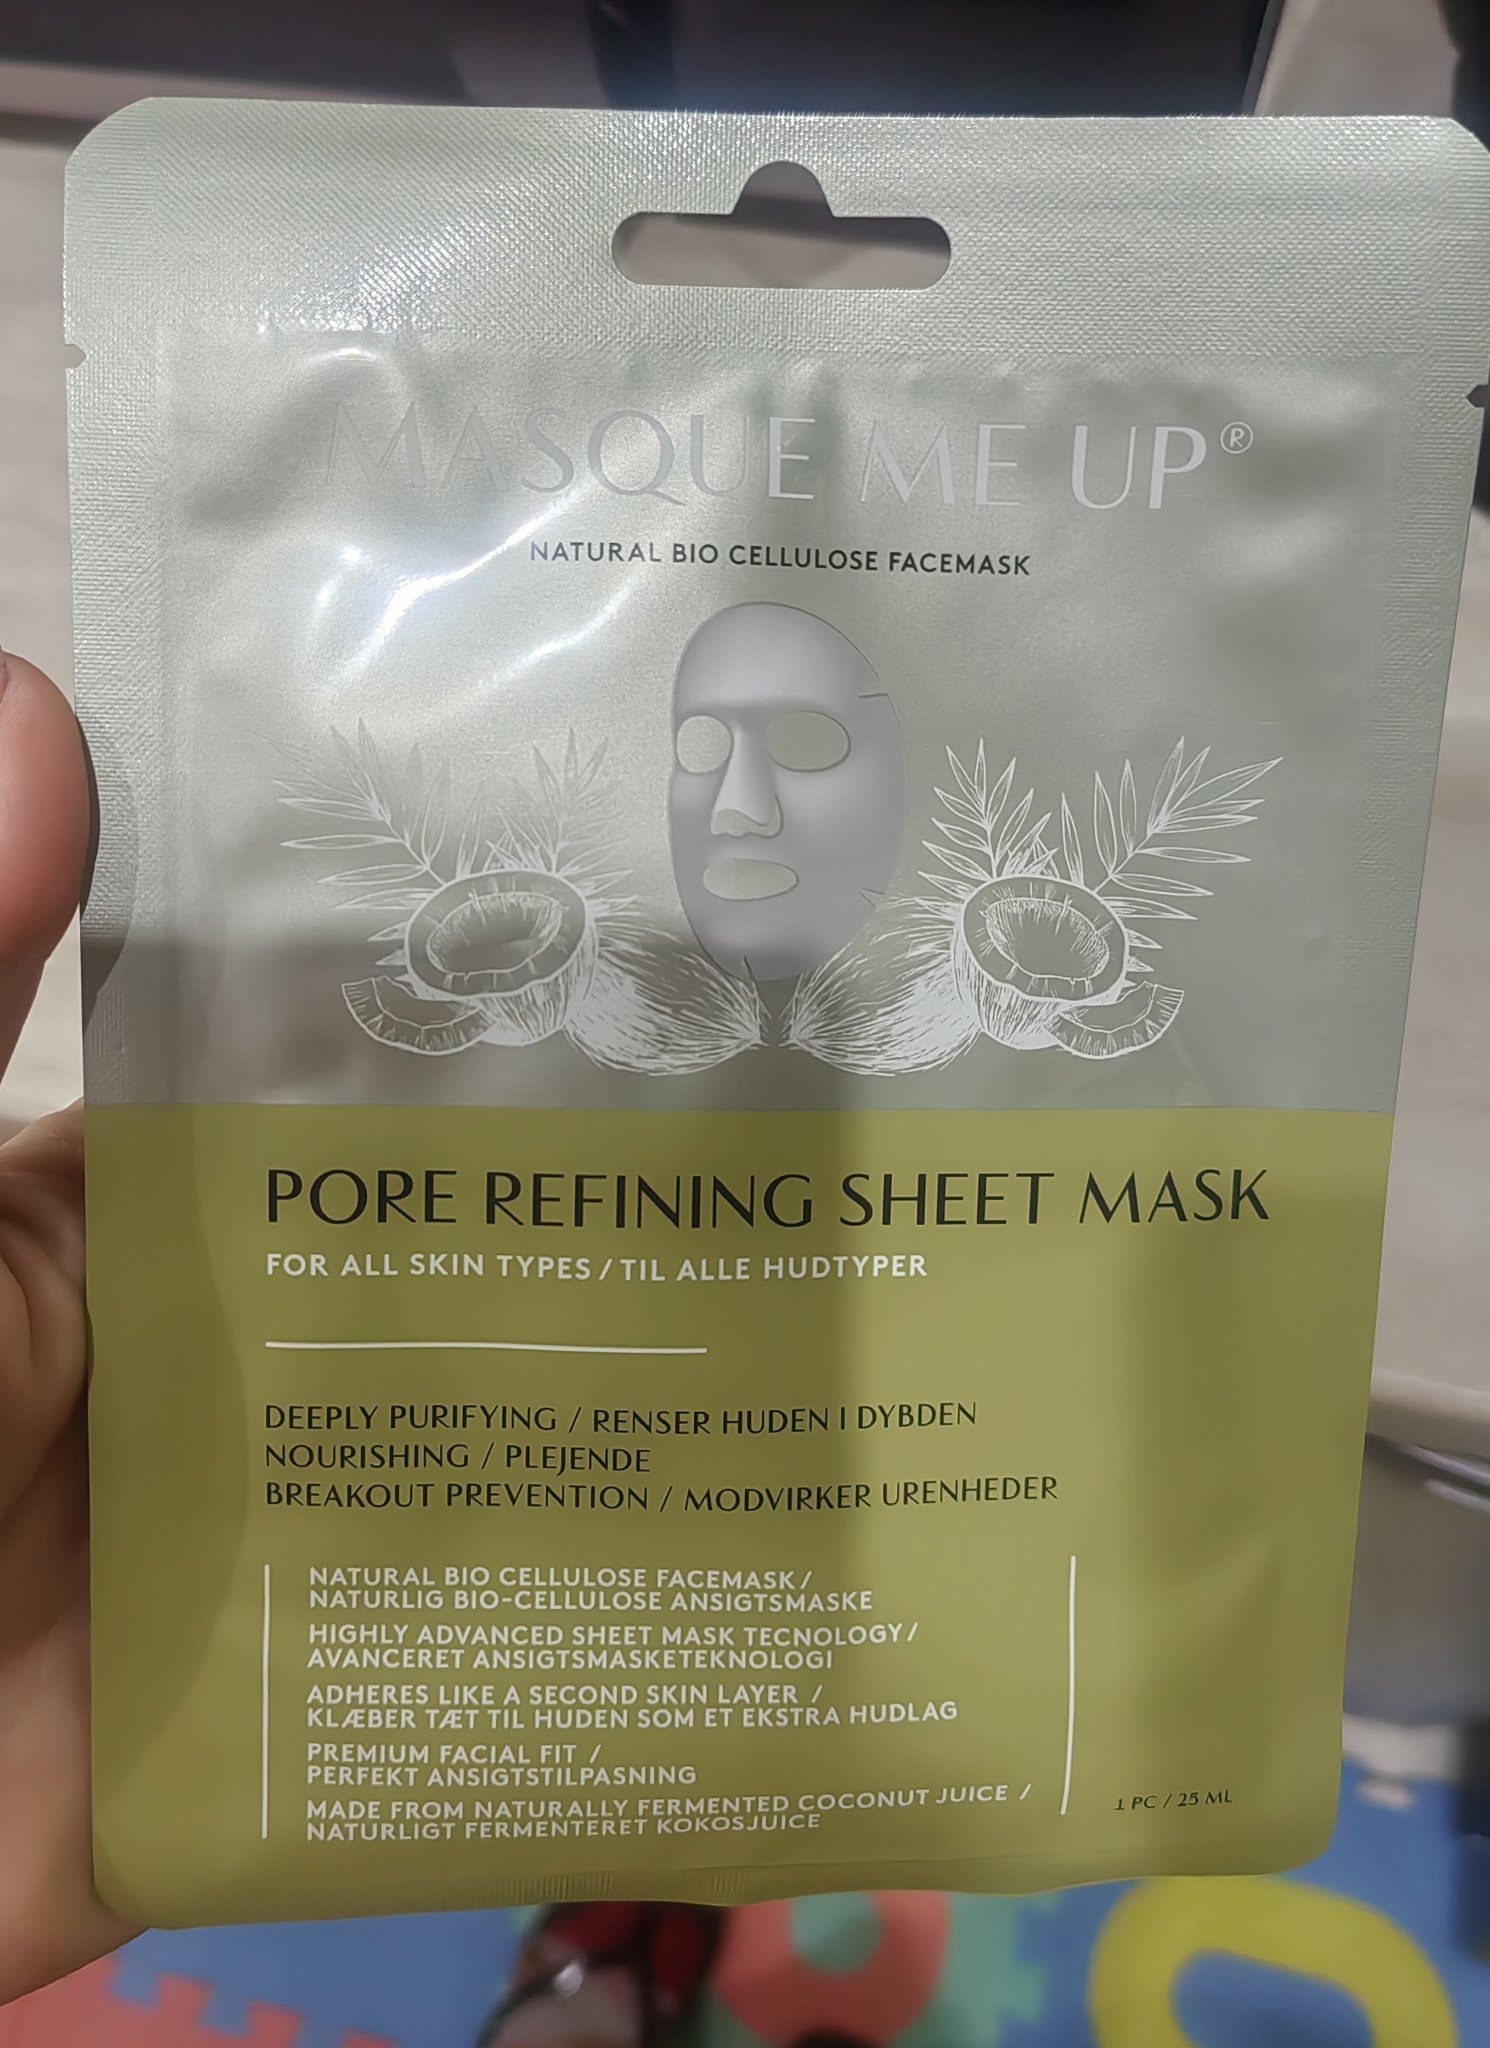 MASQUE ME UP®
NATURAL BIO CELLULOSE FACEMASK
PORE REFINING SHEET MASK
FOR ALL SKIN TYPES / TIL ALLE HUDTYPER
DEEPLY PURIFYING / RENSER HUDEN I DYBDEN
NOURISHING / PLEJENDE
BREAKOUT PREVENTION / MODVIRKER URENHEDER
NATURAL BIO CELLULOSE FACEMASK /
NATURLIG BIO-CELLULOSE ANSIGTSMASKE
HIGHLY ADVANCED SHEET MASK TECNOLOGY /
AVANCERET ANSIGTSMASKETEKNOLOGI
ADHERES LIKE A SECOND SKIN LAYER /
KLÆBER TÆT TIL HUDEN SOM ET EKSTRA HUDLAG
PREMIUM FACIAL FIT /
PERFEKT ANSIGTSTILPASNING
MADE FROM NATURALLY FERMENTED COCONUT JUICE /
NATURLIGT FERMENTERET KOKOSJUICE
1 PC / 25 ML